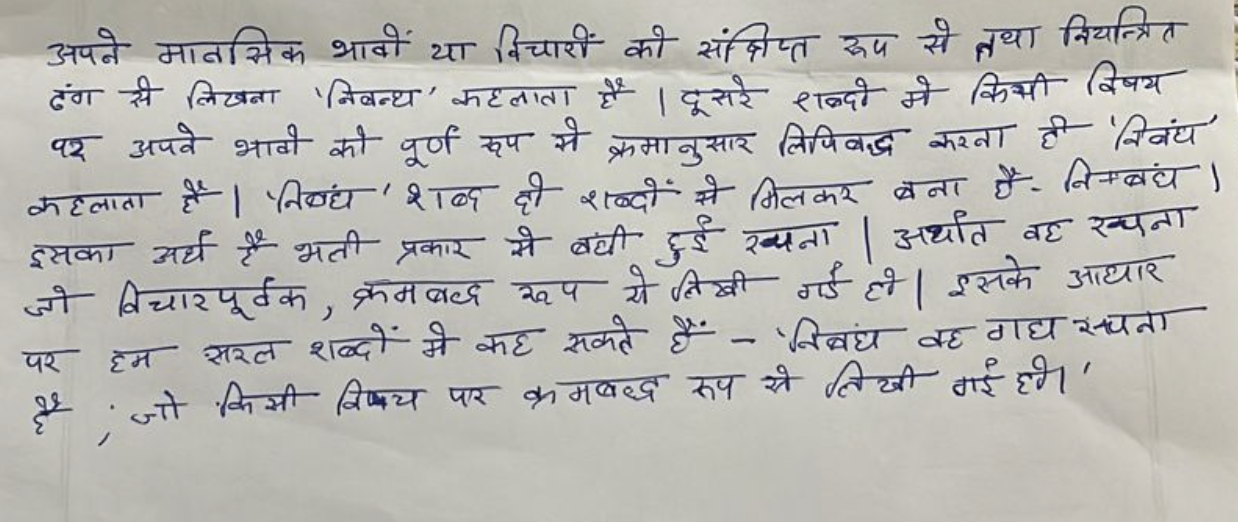 अपने मानसिक भावों या विचारों को संक्षिप्त रूप से तथा नियन्त्रित
ढंग से लिखना 'निबन्ध' कहलाता है | दूसरे शब्दो मे किसी विषय
पर अपने भावो को पूर्ण रूप से क्रमानुसार लिपिबद्ध करना ही 'निबंध'
कहलाता है | 'निबंध' शब्द दो शब्दों से मिलकर बना है- नि+बंध |
इसका अर्थ है भली प्रकार से बंधी हुई रचना | अर्थात वह रचना
जो विचारपूर्वक, क्रमबद्ध रूप से लिखी गई हो | इसके आधार
पर हम सरल शब्दों में कह सकते हैं – 'निबंध वह गद्य रचना
है ; जो किसी विषय पर क्रमबद्ध रूप से लिखी गई हो।'